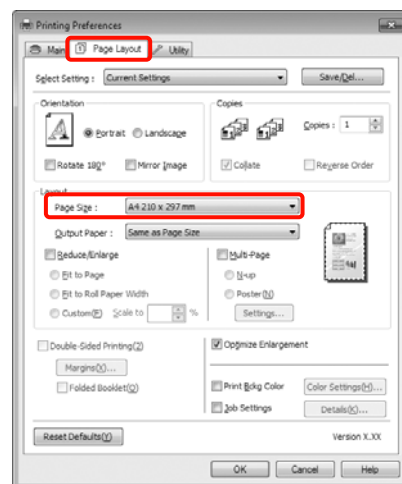 Printing Preferences
Main Page Layout Utility
Select Setting : Current Settings Save/Del...
Orientation Copies
A Portrait Landscape Copies : 1
Rotate 180° Mirror Image Collate Reverse Order
Layout
Page Size : A4 210 x 297 mm
Output Paper : Same as Page Size
Reduce/Enlarge Multi-Page
Fit to Page N-up
Fit to Roll Paper Width Poster(N)
Custom(F) Scale to % Settings...
Double-Sided Printing(2) Optimize Enlargement
Margins(X)...
Folded Booklet(Q) Print Bckg Color Color Settings(H)...
Job Settings Details(K)...
Reset Defaults(Y) Version X.XX
OK Cancel Help